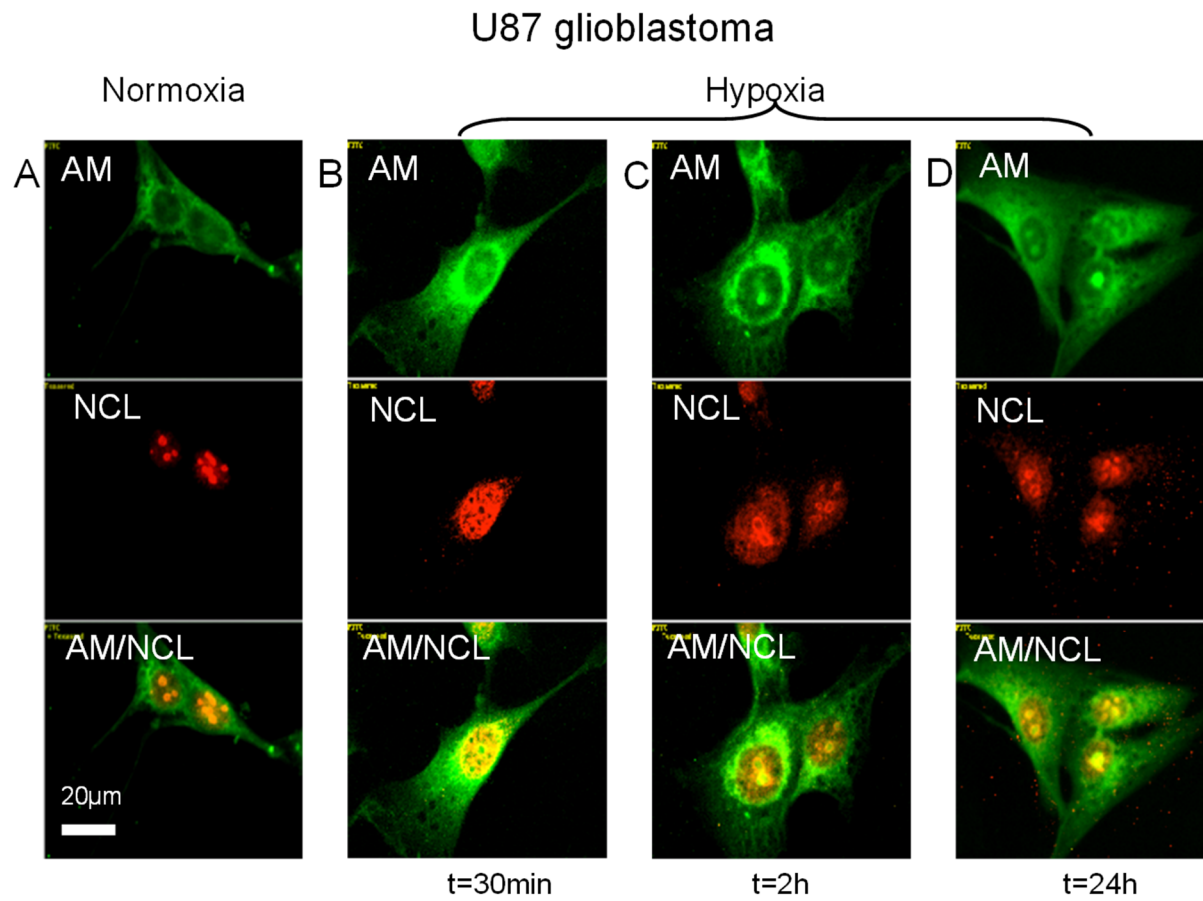 U87 glioblastoma
Normoxia
Hypoxia
A
AM
B
AM
C
AM
D
AM
NCL
NCL
NCL
NCL
AM/NCL
AM/NCL
AM/NCL
AM/NCL
20µm
t=30min
t=2h
t=24h